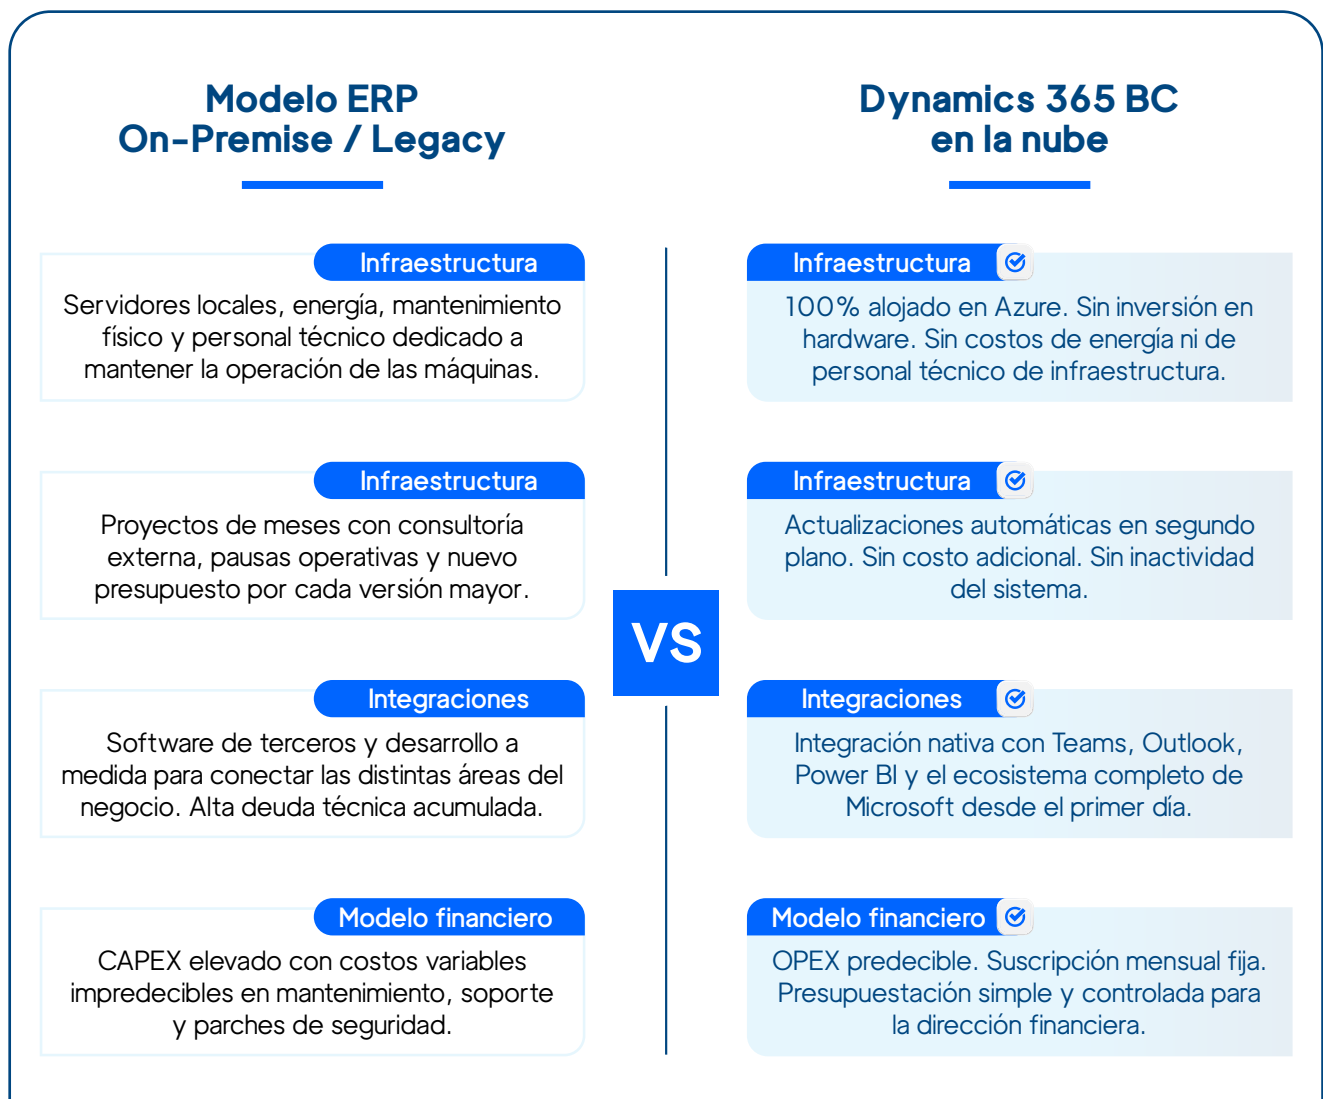 Modelo ERP
On-Premise / Legacy
Infraestructura
Servidores locales, energía, mantenimiento
físico y personal técnico dedicado a
mantener la operación de las máquinas.
Infraestructura
Proyectos de meses con consultoría
externa, pausas operativas y nuevo
presupuesto por cada versión mayor.
Integraciones
Software de terceros y desarrollo a
medida para conectar las distintas áreas del
negocio. Alta deuda técnica acumulada.
Modelo financiero
CAPEX elevado con costos variables
impredecibles en mantenimiento, soporte
y parches de seguridad.
VS
Dynamics 365 BC
en la nube
Infraestructura
100% alojado en Azure. Sin inversión en
hardware. Sin costos de energía ni de
personal técnico de infraestructura.
Infraestructura
Actualizaciones automáticas en segundo
plano. Sin costo adicional. Sin inactividad
del sistema.
Integraciones
Integración nativa con Teams, Outlook,
Power BI y el ecosistema completo de
Microsoft desde el primer día.
Modelo financiero
OPEX predecible. Suscripción mensual fija.
Presupuestación simple y controlada para
la dirección financiera.